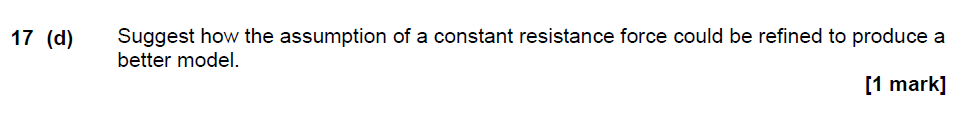 17 (d) Suggest how the assumption of a constant resistance force could be refined to produce a
better model.
[1 mark]